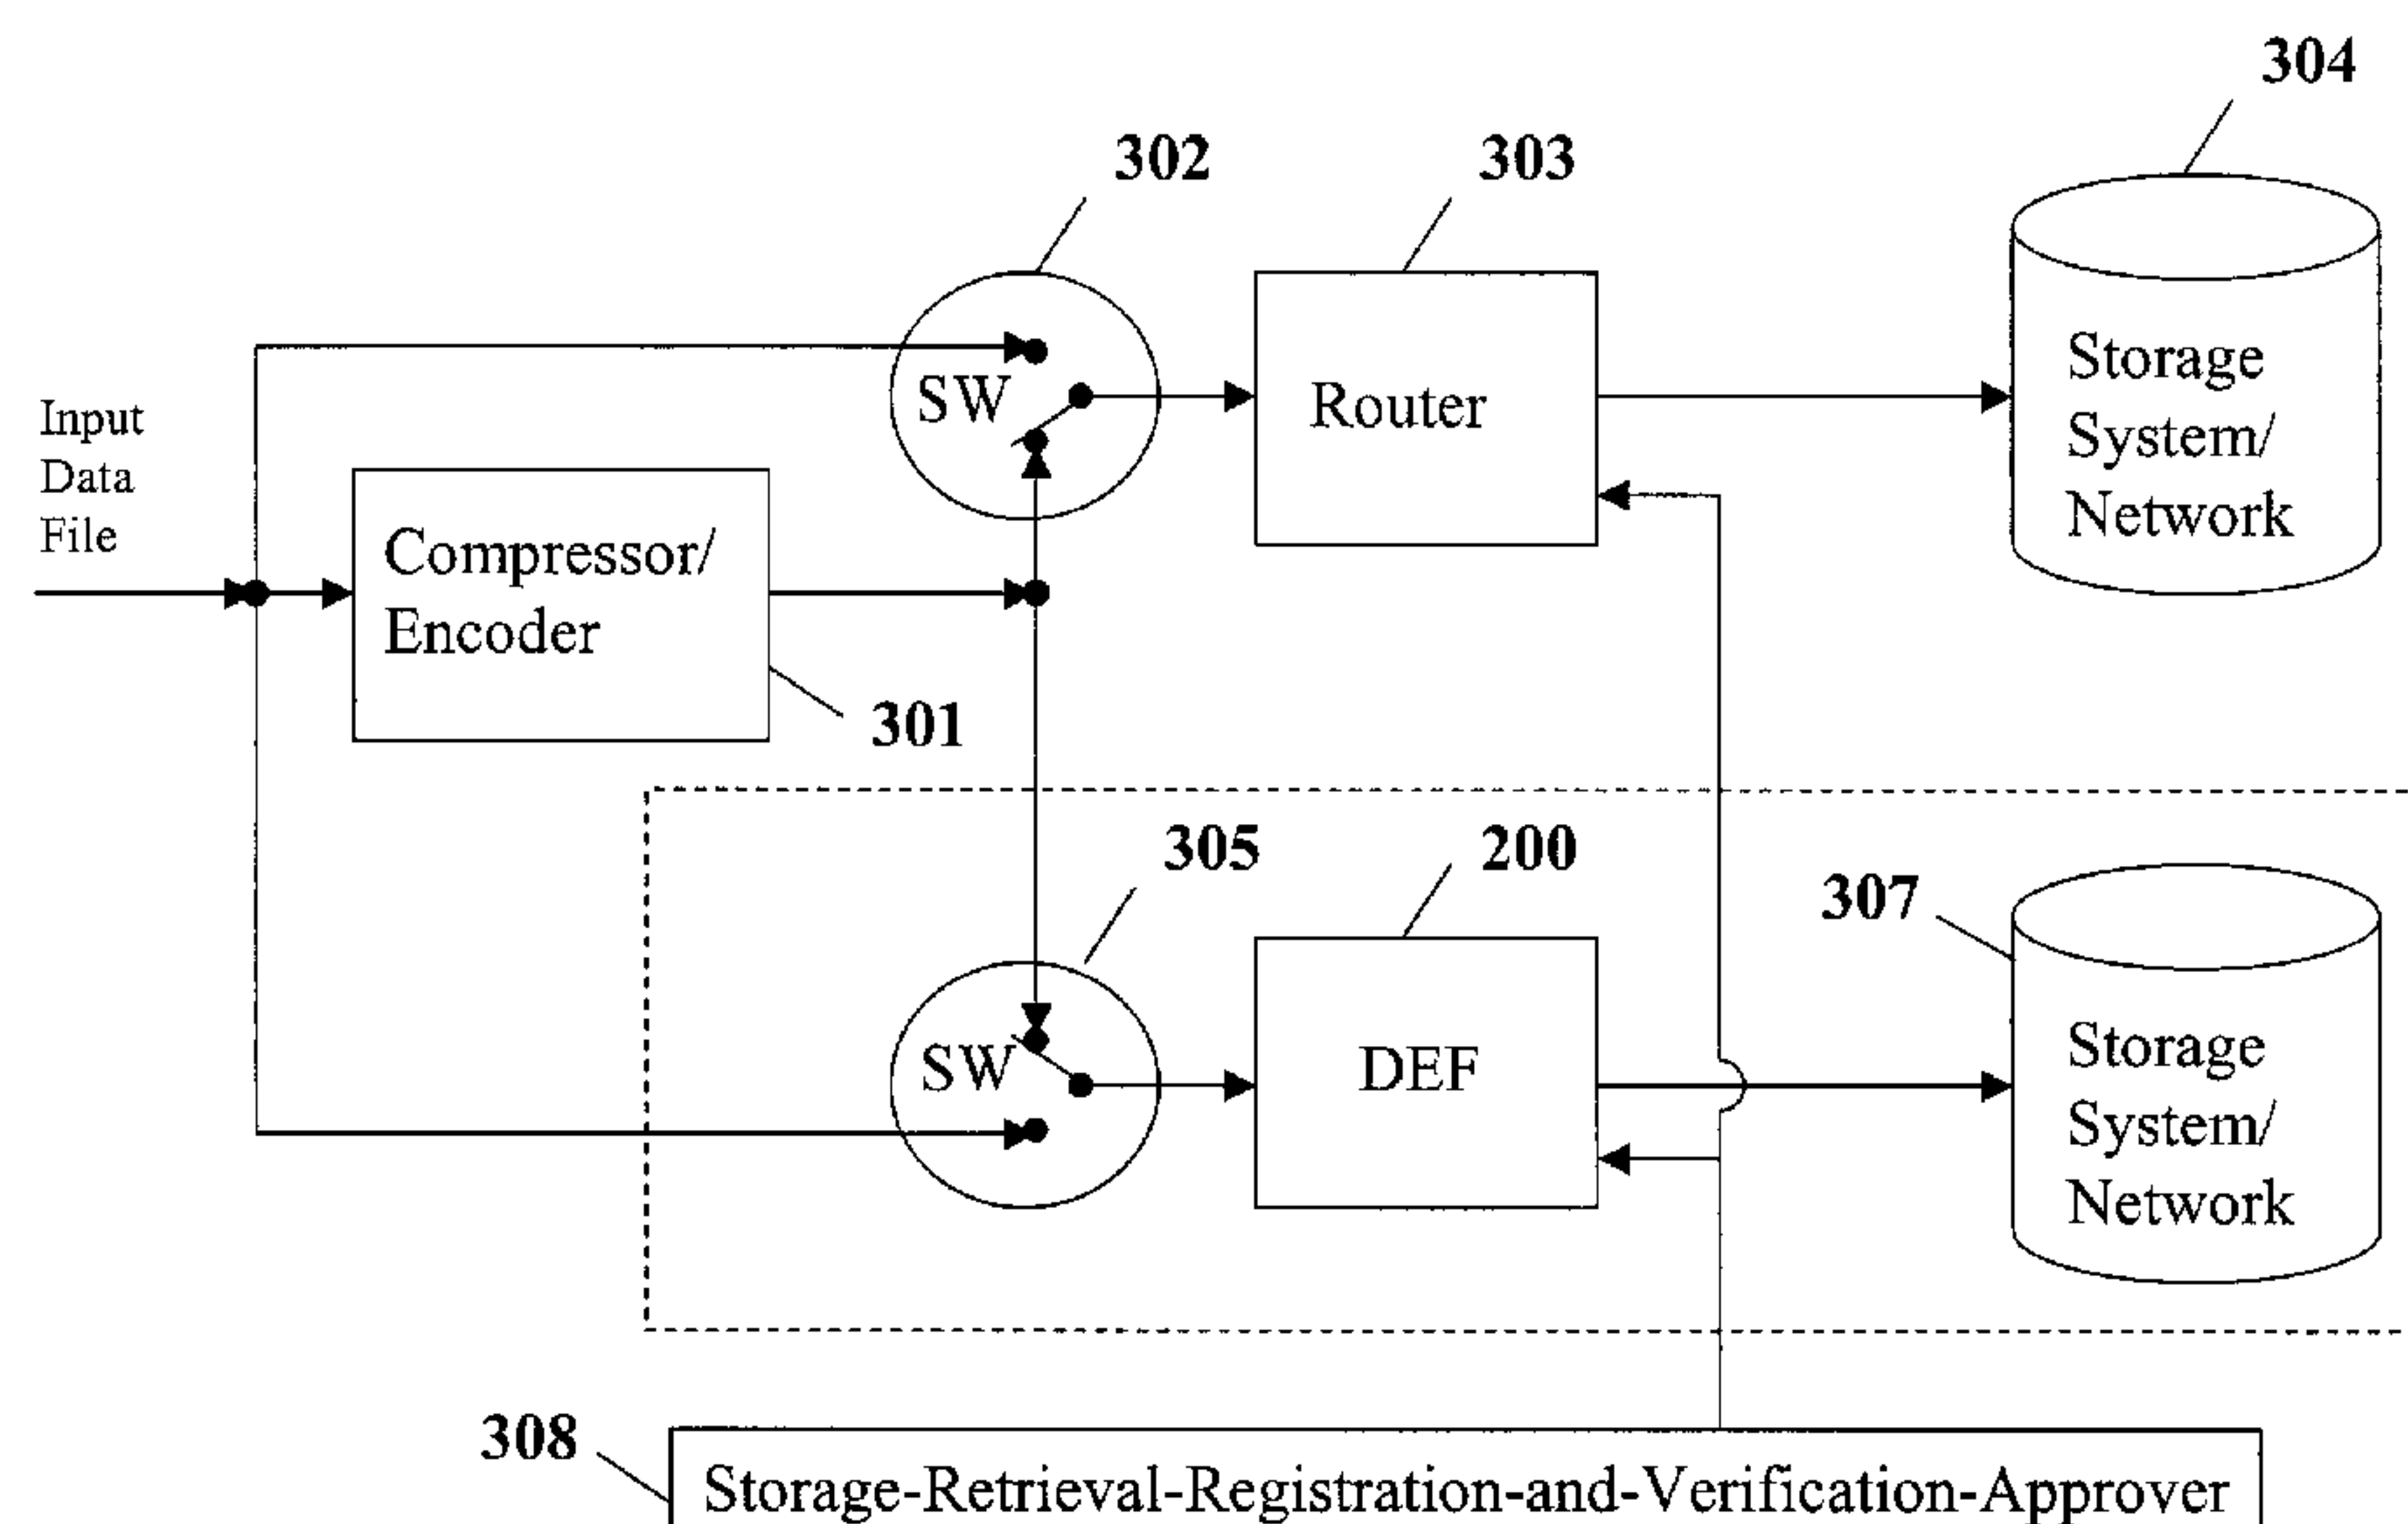 304
302
303
Input
Data
File
SW
Router
Storage
System/
Network
Compressor/
Encoder
301
305
200
307
SW
DEF
Storage
System/
Network
308
Storage-Retrieval-Registration-and-Verification-Approver